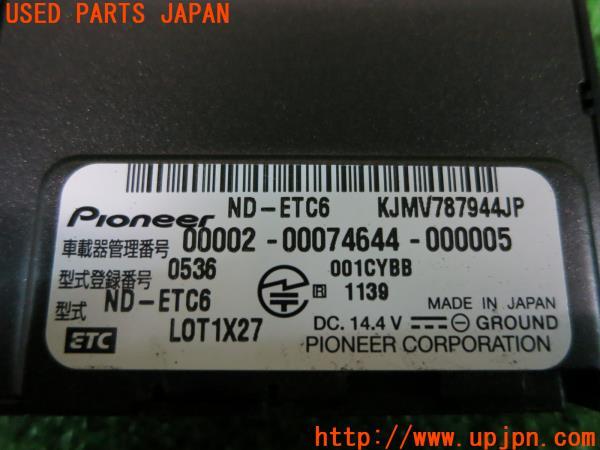 USED PARTS JAPAN
Pioneer ND-ETC6 KJMV787944JP
車載器管理番号 00002-00074644-000005
型式登録番号 0536 001CYBB
型式 ND-ETC6 R 1139 MADE IN JAPAN
ETC LOT1X27 DC. 14.4 V GROUND
PIONEER CORPORATION
http://www.upjpn.com/